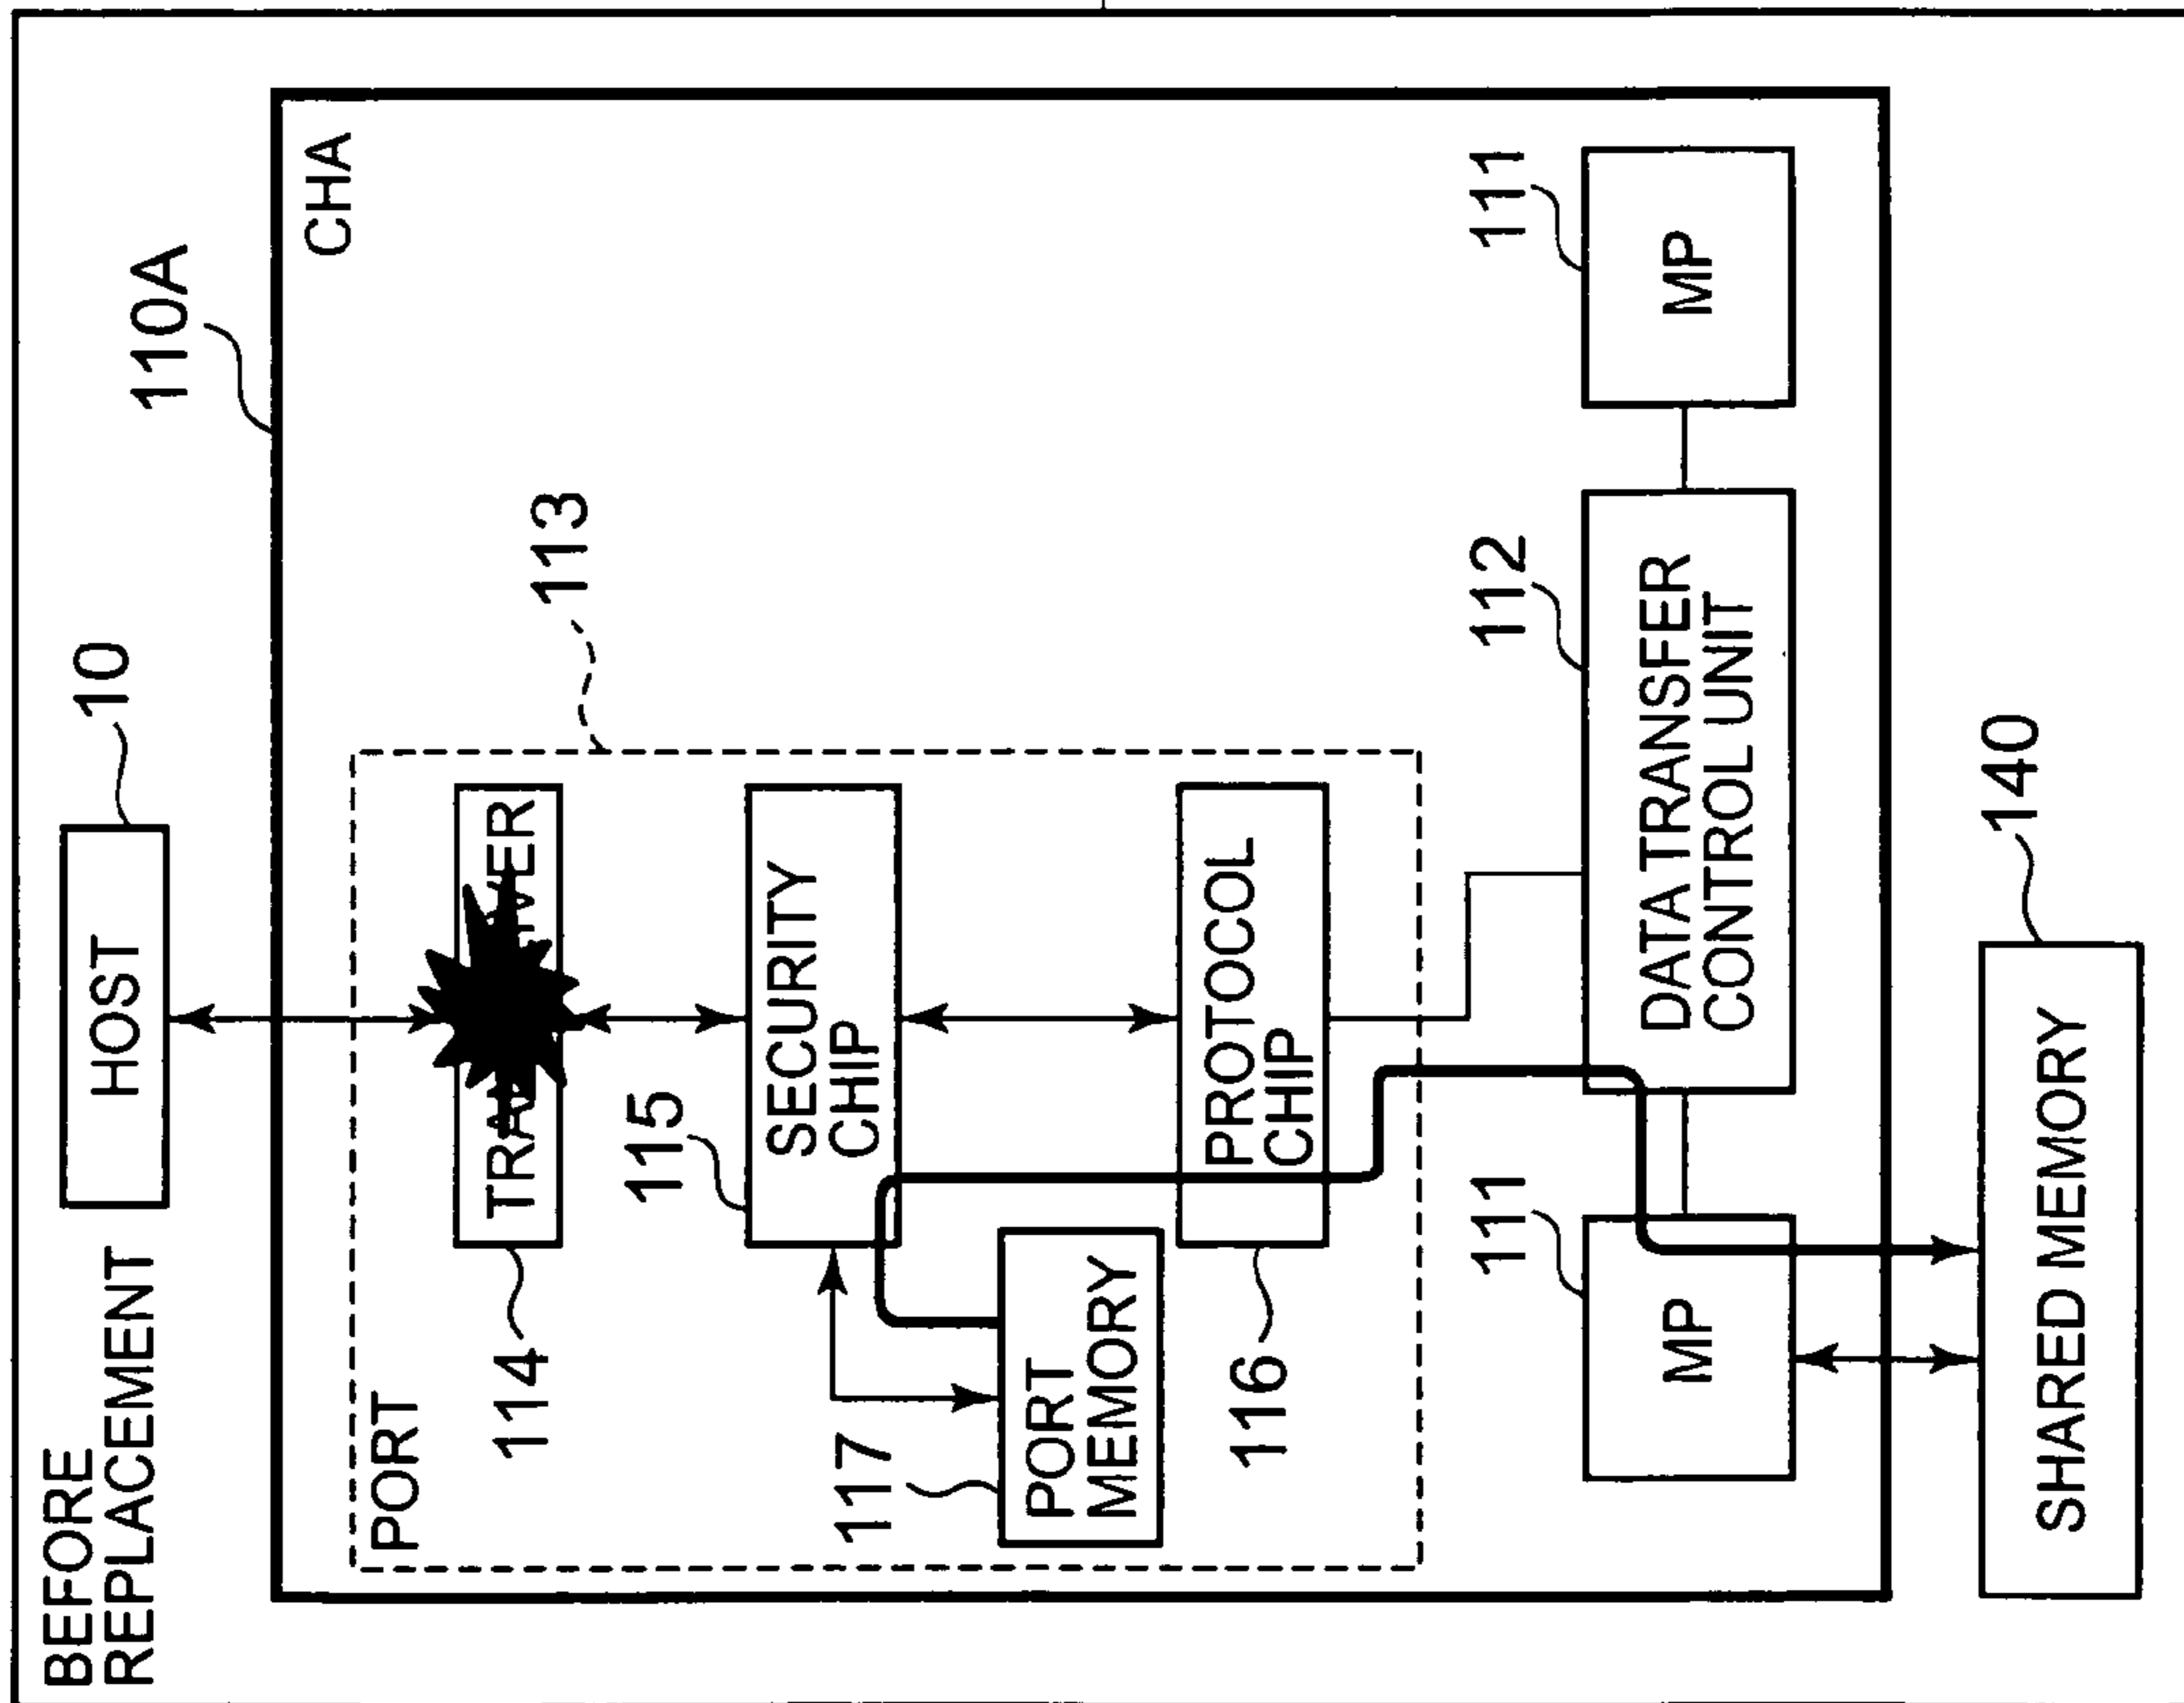 BEFORE
REPLACEMENT
HOST
10
110A
CHA
PORT
113
114
115
SECURITY
CHIP
117
PORT
MEMORY
116
PROTOCOL
CHIP
111
MP
112
DATA TRANSFER
CONTROL UNIT
111
MP
SHARED MEMORY
140